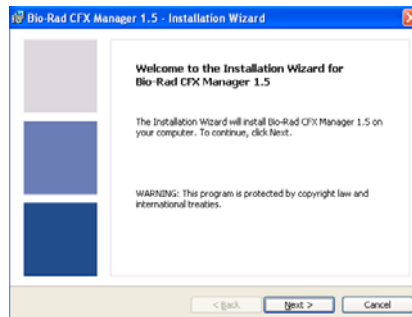 Bio-Rad CFX Manager 1.5 - Installation Wizard
Welcome to the Installation Wizard for
Bio-Rad CFX Manager 1.5
The Installation Wizard will install Bio-Rad CFX Manager 1.5 on
your computer. To continue, click Next.
WARNING: This program is protected by copyright law and
international treaties.
< Back
Next >
Cancel